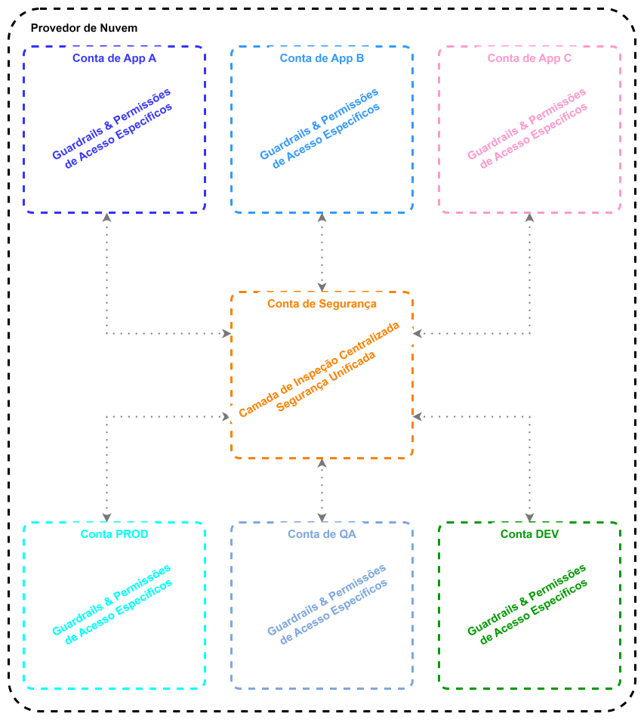 Provedor de Nuvem
Conta de App A
Guardrails & Permissões
de Acesso Específicos
Conta de App B
Guardrails & Permissões
de Acesso Específicos
Conta de App C
Guardrails & Permissões
de Acesso Específicos
Conta de Segurança
Camada de Inspeção Centralizada
Segurança Unificada
Conta PROD
Guardrails & Permissões
de Acesso Específicos
Conta de QA
Guardrails & Permissões
de Acesso Específicos
Conta DEV
Guardrails & Permissões
de Acesso Específicos